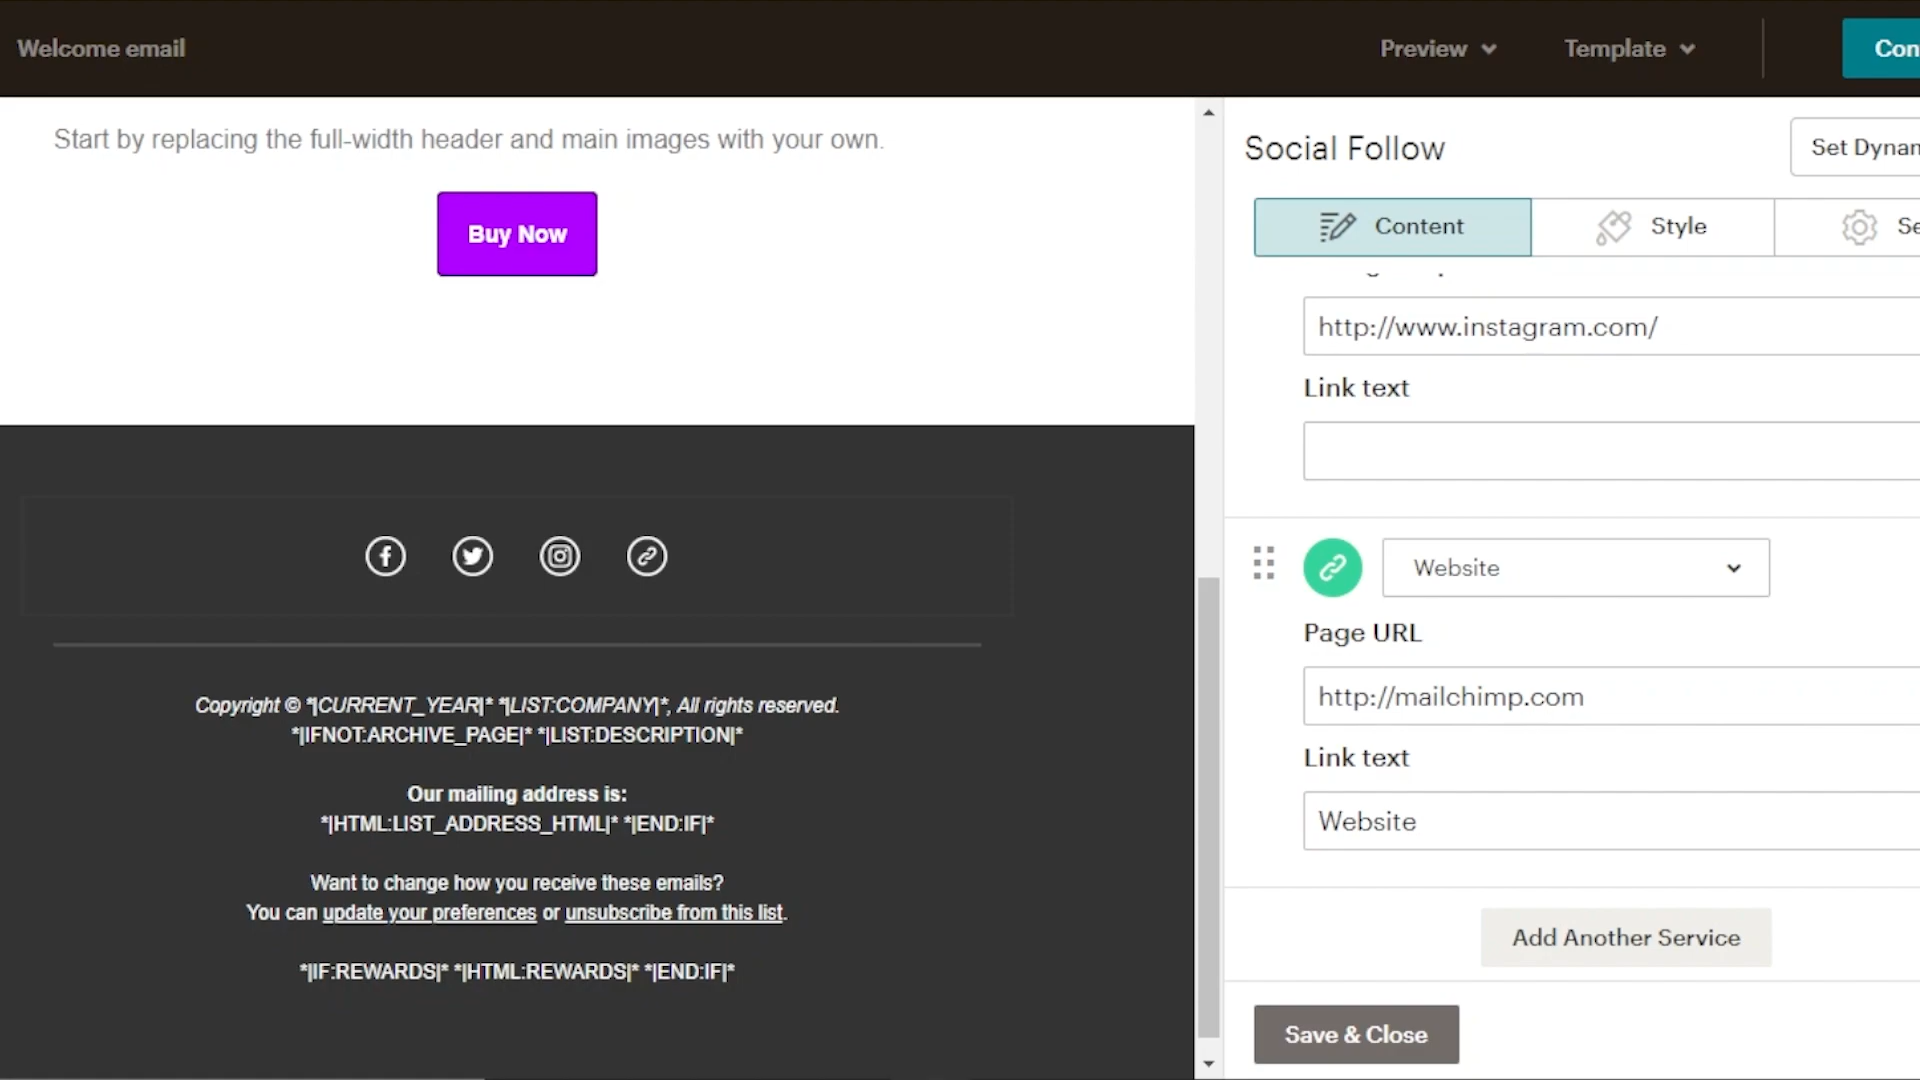 Welcome email
Preview
Template
Con
Start by replacing the full-width header and main images with your own.
Buy Now
Copyright © *|CURRENT_YEAR|* *|LIST:COMPANY|*, All rights reserved.
*|IFNOT:ARCHIVE_PAGE|* *|LIST:DESCRIPTION|*
Our mailing address is:
*|HTML:LIST_ADDRESS_HTML|* *|END:IF|*
Want to change how you receive these emails?
You can update your preferences or unsubscribe from this list.
*|IF:REWARDS|* *|HTML:REWARDS|* *|END:IF|*
Social Follow
Set Dynam
Content
Style
Se
http://www.instagram.com/
Link text
Website
Page URL
http://mailchimp.com
Link text
Website
Add Another Service
Save & Close